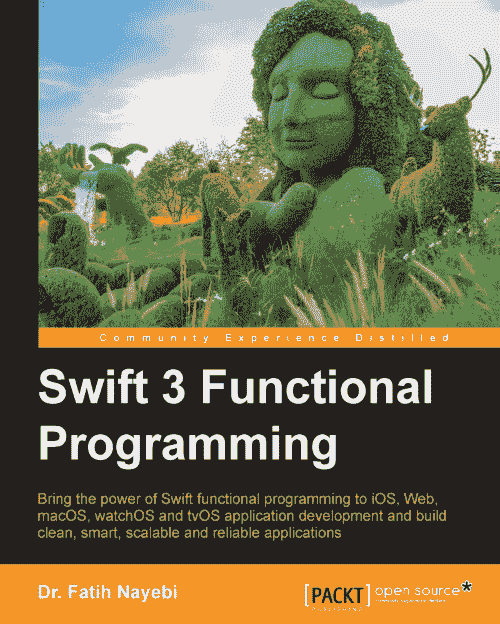 Community Experience Distilled
Swift 3 Functional
Programming
Bring the power of Swift functional programming to iOS, Web,
macOS, watchOS and tvOS application development and build
clean, smart, scalable and reliable applications
Dr. Fatih Nayebi
[PACKT] open source*
PUBLISHING